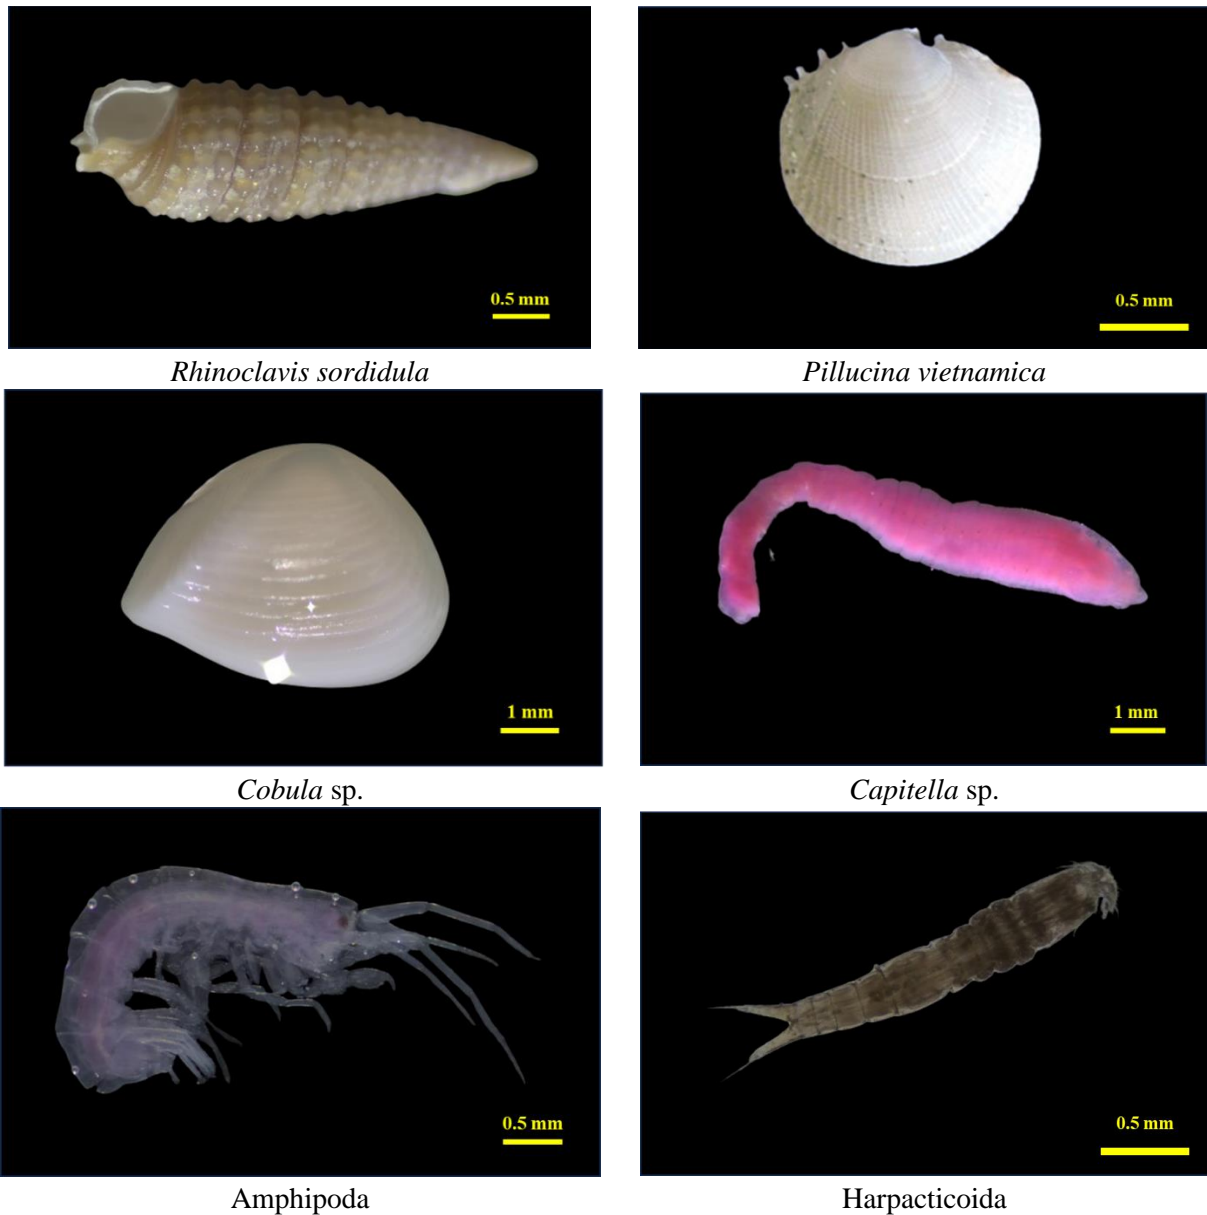 0.5 mm
0.5 mm
Rhinoclavis sordidula
Pillucina vietnamica
1 mm
1 mm
Cobula sp.
Capitella sp.
0.5 mm
0.5 mm
Amphipoda
Harpacticoida